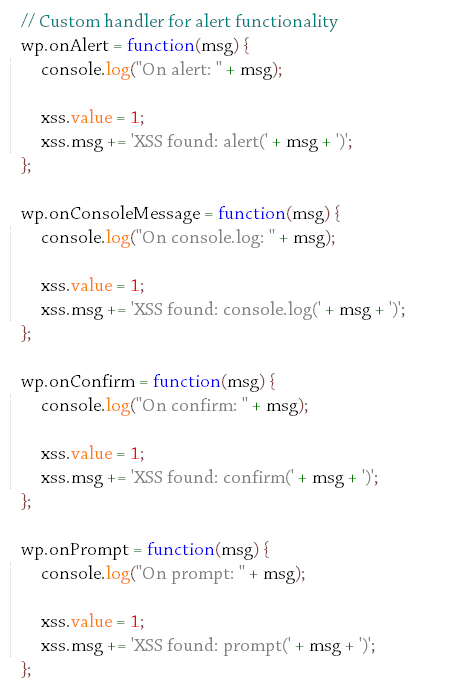 // Custom handler for alert functionality
wp.onAlert = function(msg) {
    console.log("On alert: " + msg);

    xss.value = 1;
    xss.msg += 'XSS found: alert(' + msg + ')';
};

wp.onConsoleMessage = function(msg) {
    console.log("On console.log: " + msg);

    xss.value = 1;
    xss.msg += 'XSS found: console.log(' + msg + ')';
};

wp.onConfirm = function(msg) {
    console.log("On confirm: " + msg);

    xss.value = 1;
    xss.msg += 'XSS found: confirm(' + msg + ')';
};

wp.onPrompt = function(msg) {
    console.log("On prompt: " + msg);

    xss.value = 1;
    xss.msg += 'XSS found: prompt(' + msg + ')';
};